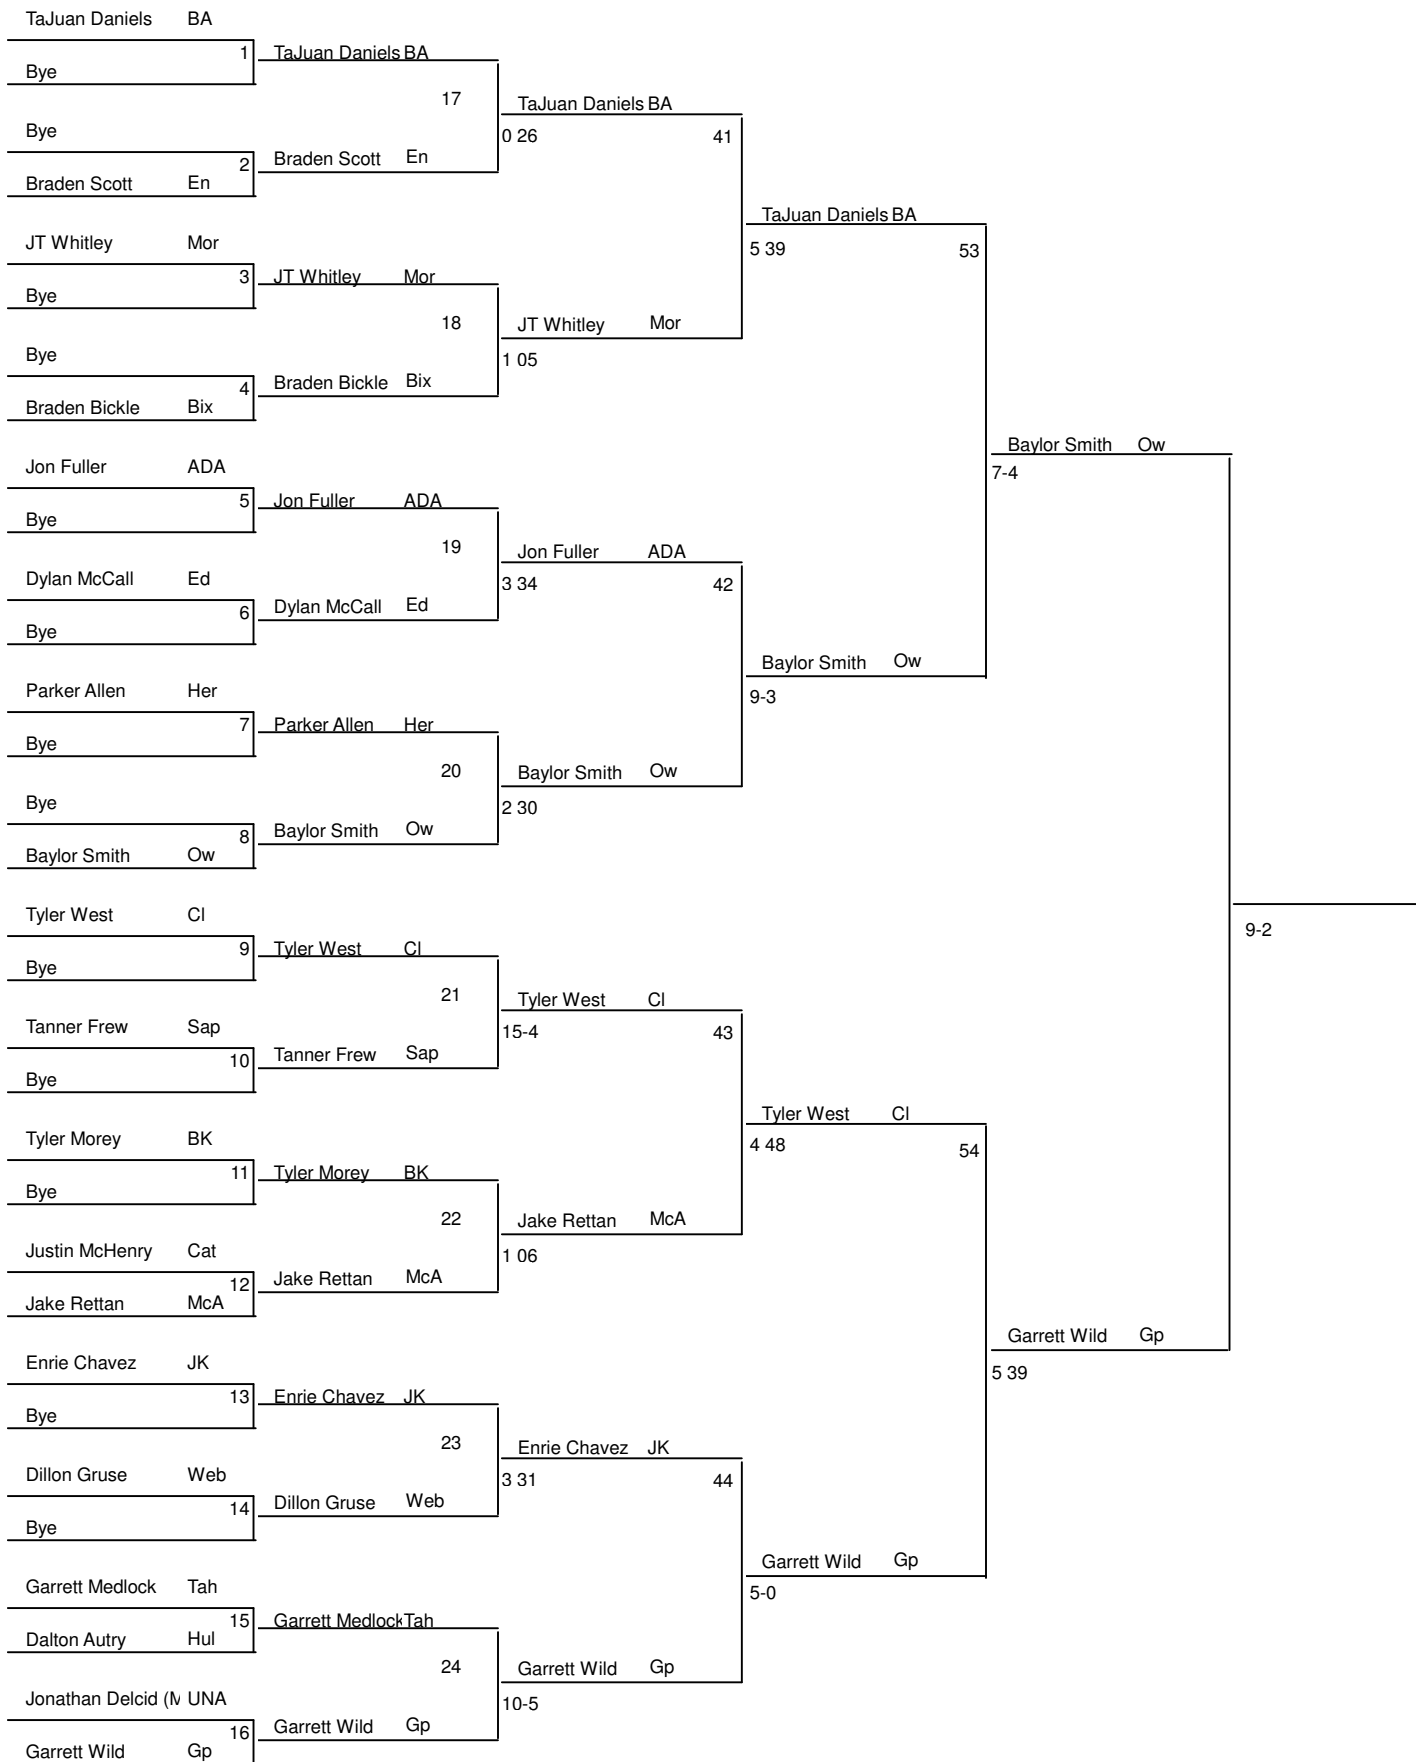 TaJuan Daniels BA
1 TaJuan Daniels BA
Bye
17 TaJuan Daniels BA
Bye
0 26 41
2 Braden Scott En
Braden Scott En
TaJuan Daniels BA
JT Whitley Mor
5 39 53
3 JT Whitley Mor
Bye
18 JT Whitley Mor
Bye
1 05
4 Braden Bickle Bix
Braden Bickle Bix
Baylor Smith Ow
Jon Fuller ADA
7-4
5 Jon Fuller ADA
Bye
19 Jon Fuller ADA
Dylan McCall Ed
3 34 42
6 Dylan McCall Ed
Bye
Baylor Smith Ow
Parker Allen Her
9-3
7 Parker Allen Her
Bye
20 Baylor Smith Ow
Bye
2 30
8 Baylor Smith Ow
Baylor Smith Ow
Tyler West Cl
9-2
9 Tyler West Cl
Bye
21 Tyler West Cl
Tanner Frew Sap
15-4 43
10 Tanner Frew Sap
Bye
Tyler West Cl
Tyler Morey BK
4 48 54
11 Tyler Morey BK
Bye
22 Jake Rettan McA
Justin McHenry Cat
1 06
12 Jake Rettan McA
Jake Rettan McA
Garrett Wild Gp
Enrie Chavez JK
5 39
13 Enrie Chavez JK
Bye
23 Enrie Chavez JK
Dillon Gruse Web
3 31 44
14 Dillon Gruse Web
Bye
Garrett Wild Gp
Garrett Medlock Tah
5-0
15 Garrett Medlock Tah
Dalton Autry Hul
24 Garrett Wild Gp
Jonathan Delcid (M UNA
10-5
16 Garrett Wild Gp
Garrett Wild Gp